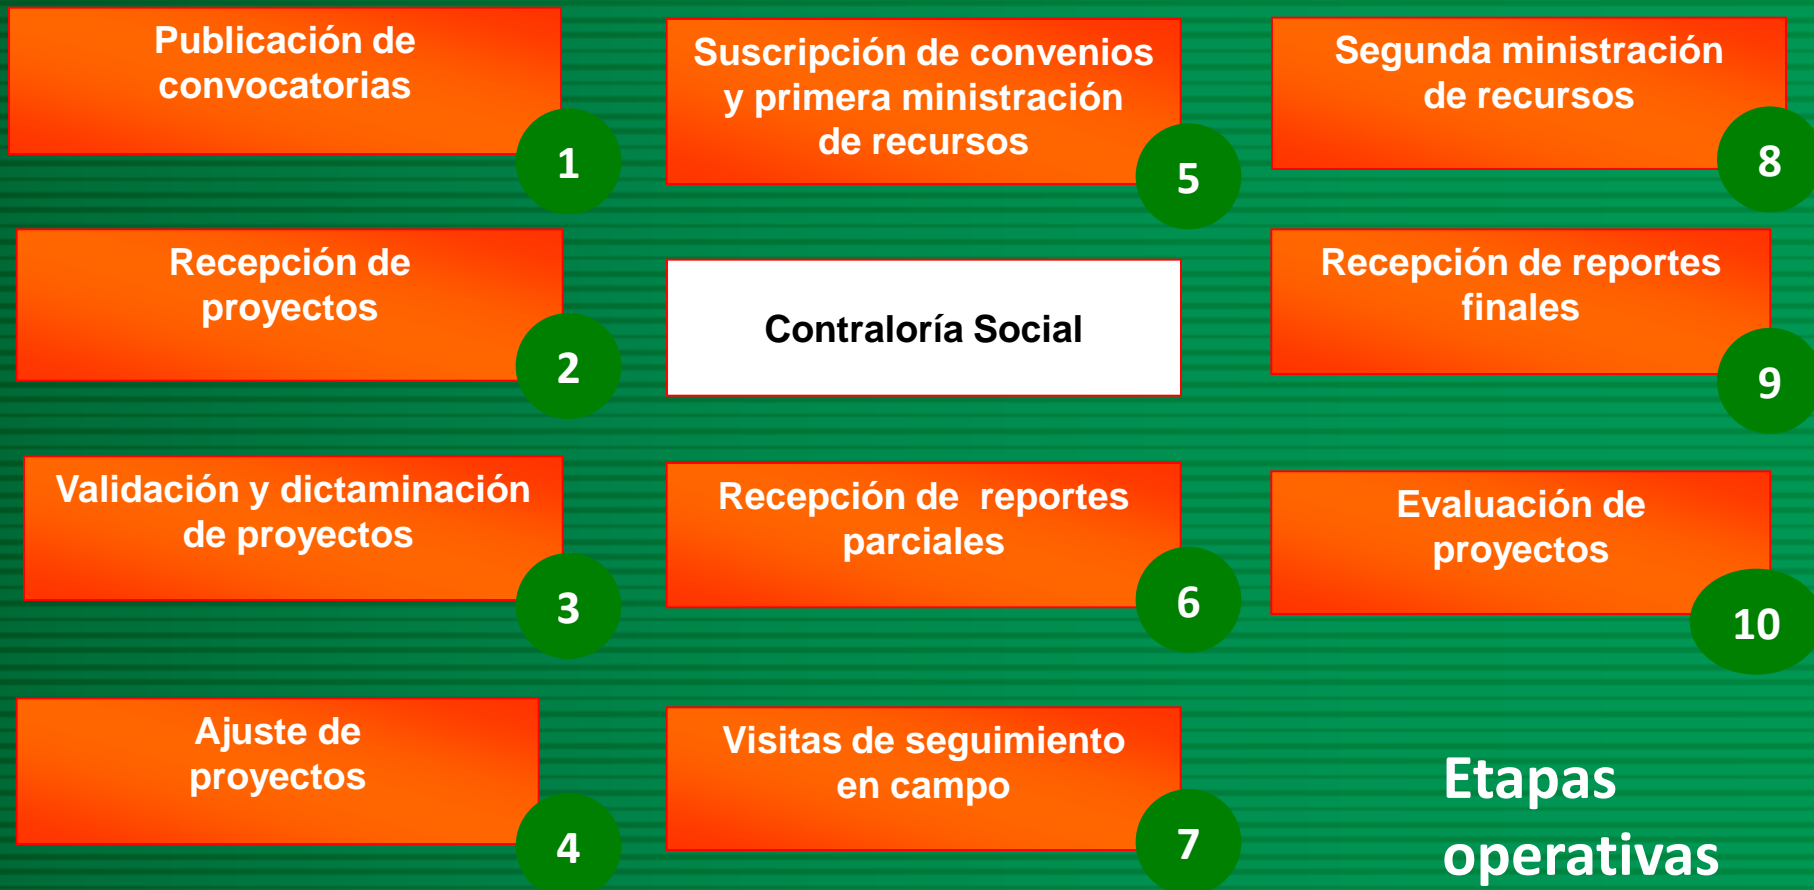 Publicación de
convocatorias
1
Recepción de
proyectos
2
Validación y dictaminación
de proyectos
3
Ajuste de
proyectos
4
Suscripción de convenios
y primera ministración
de recursos
5
Contraloría Social
Recepción de  reportes
parciales
6
Visitas de seguimiento
en campo
7
Segunda ministración
de recursos
8
Recepción de reportes
finales
9
Evaluación de
proyectos
10
Etapas
operativas